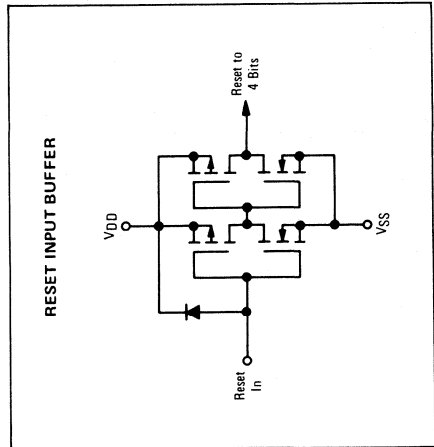 RESET INPUT BUFFER
VDD
Reset to
4 Bits
Reset
In
VSS